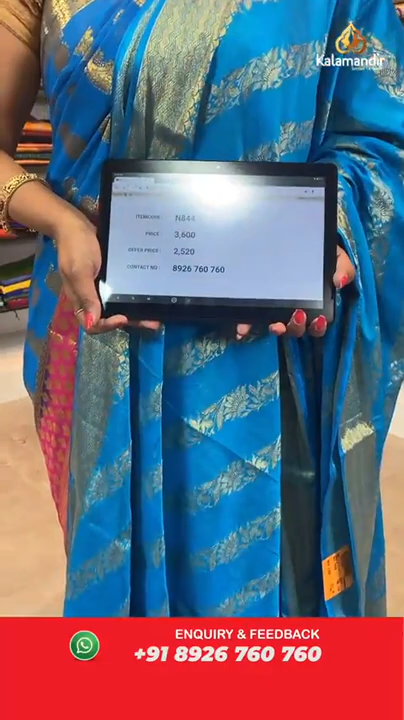 Kalamandir
ITEMCODE: N844
PRICE: 3,600
OFFER PRICE: 2,520
CONTACT NO: 8926 760 760
ENQUIRY & FEEDBACK
+91 8926 760 760